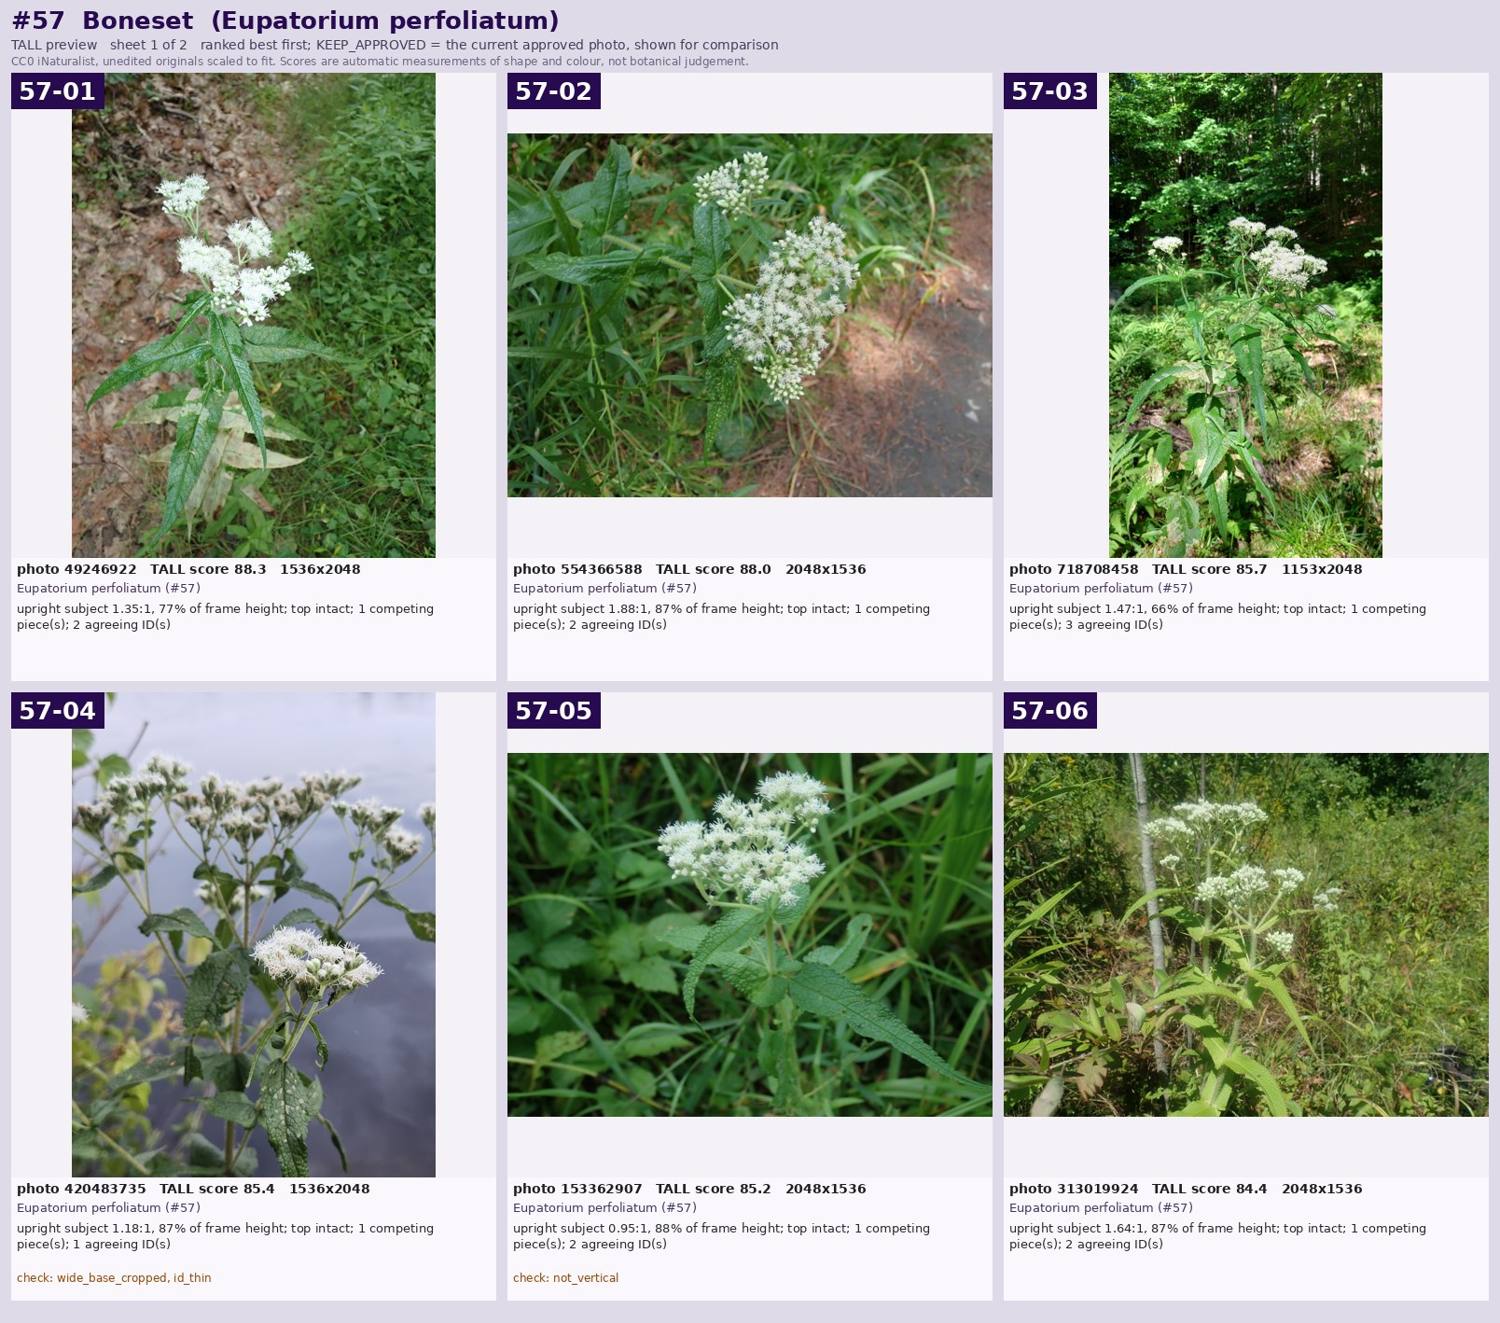 #57 Boneset (Eupatorium perfoliatum)
TALL preview sheet 1 of 2 ranked best first; KEEP_APPROVED = the current approved photo, shown for comparison
CC0 iNaturalist, unedited originals scaled to fit. Scores are automatic measurements of shape and colour, not botanical judgement.
57-01
57-02
57-03
photo 49246922 TALL score 88.3 1536x2048
Eupatorium perfoliatum (#57)
upright subject 1.35:1, 77% of frame height; top intact; 1 competing
piece(s); 2 agreeing ID(s)
photo 554366588 TALL score 88.0 2048x1536
Eupatorium perfoliatum (#57)
upright subject 1.88:1, 87% of frame height; top intact; 1 competing
piece(s); 2 agreeing ID(s)
photo 718708458 TALL score 85.7 1153x2048
Eupatorium perfoliatum (#57)
upright subject 1.47:1, 66% of frame height; top intact; 1 competing
piece(s); 3 agreeing ID(s)
57-04
57-05
57-06
photo 420483735 TALL score 85.4 1536x2048
Eupatorium perfoliatum (#57)
upright subject 1.18:1, 87% of frame height; top intact; 1 competing
piece(s); 1 agreeing ID(s)
check: wide_base_cropped, id_thin
photo 153362907 TALL score 85.2 2048x1536
Eupatorium perfoliatum (#57)
upright subject 0.95:1, 88% of frame height; top intact; 1 competing
piece(s); 2 agreeing ID(s)
check: not_vertical
photo 313019924 TALL score 84.4 2048x1536
Eupatorium perfoliatum (#57)
upright subject 1.64:1, 87% of frame height; top intact; 1 competing
piece(s); 2 agreeing ID(s)